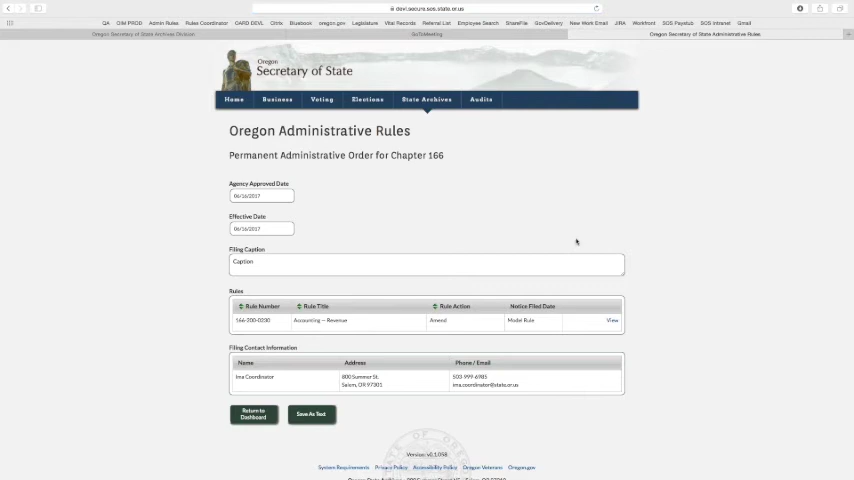 devl.secure.sos.state.or.us
QA OIM PROD Admin Rules Rules Coordinator CARD DEVL Citrix Bluebook oregon.gov Legislature Vital Records Referral List Employee Search ShareFile GovDelivery New Work Email JIRA Workfront SOS Paystub SOS Intranet Gmail
Oregon Secretary of State Archives Division GoToMeeting Oregon Secretary of State Administrative Rules
Oregon
Secretary of State
Home Business Voting Elections State Archives Audits
Oregon Administrative Rules
Permanent Administrative Order for Chapter 166
Agency Approved Date
06/16/2017
Effective Date
06/16/2017
Filing Caption
Caption
Rules
Rule Number Rule Title Rule Action Notice Filed Date
166-200-0230 Accounting — Revenue Amend Model Rule View
Filing Contact Information
Name Address Phone / Email
Ima Coordinator 800 Summer St. 503-999-6985
Salem, OR 97301 ima.coordinator@state.or.us
Return to Dashboard Save As Text
Version: v0.1.058
System Requirements Privacy Policy Accessibility Policy Oregon Veterans Oregon.gov